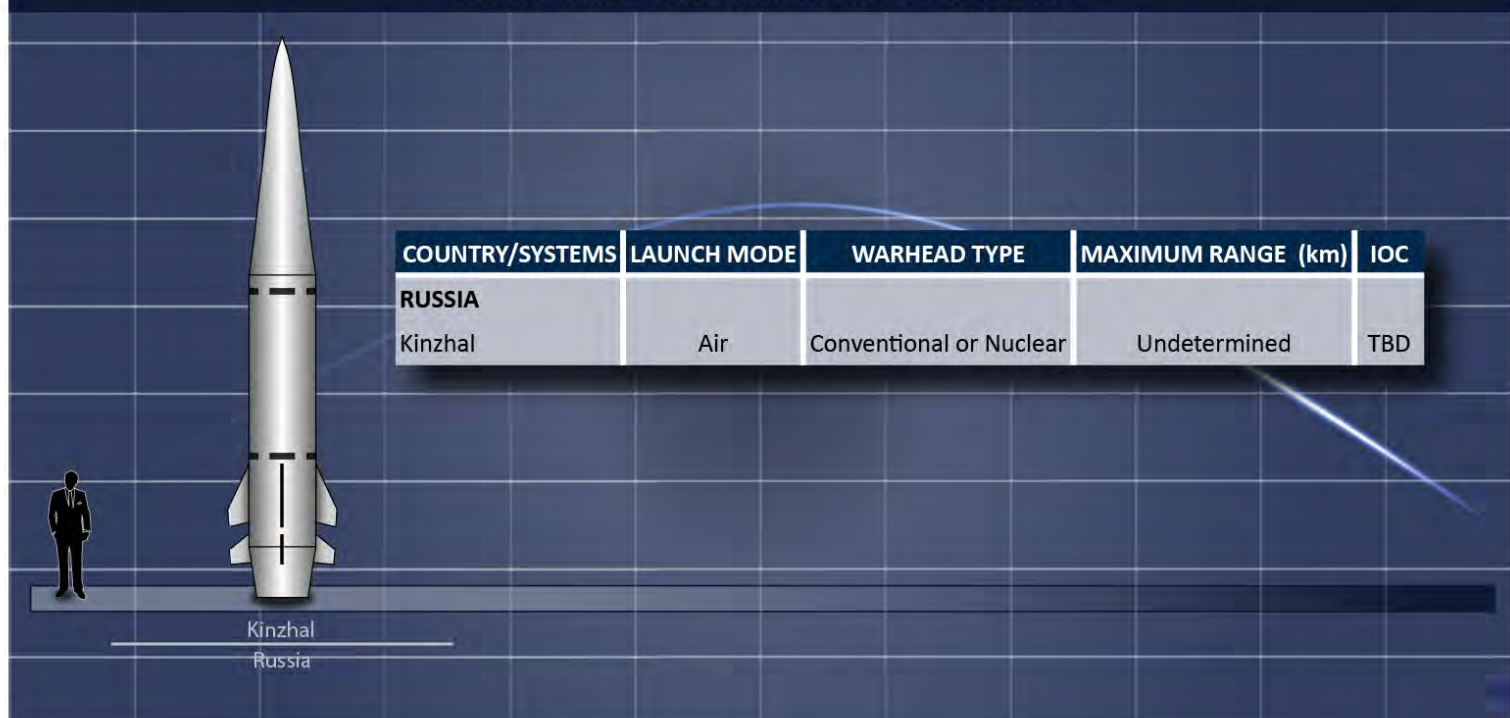 COUNTRY/SYSTEMS LAUNCH MODE WARHEAD TYPE MAXIMUM RANGE (km) IOC
RUSSIA
Kinzhal Air Conventional or Nuclear Undetermined TBD
Kinzhal
Russia